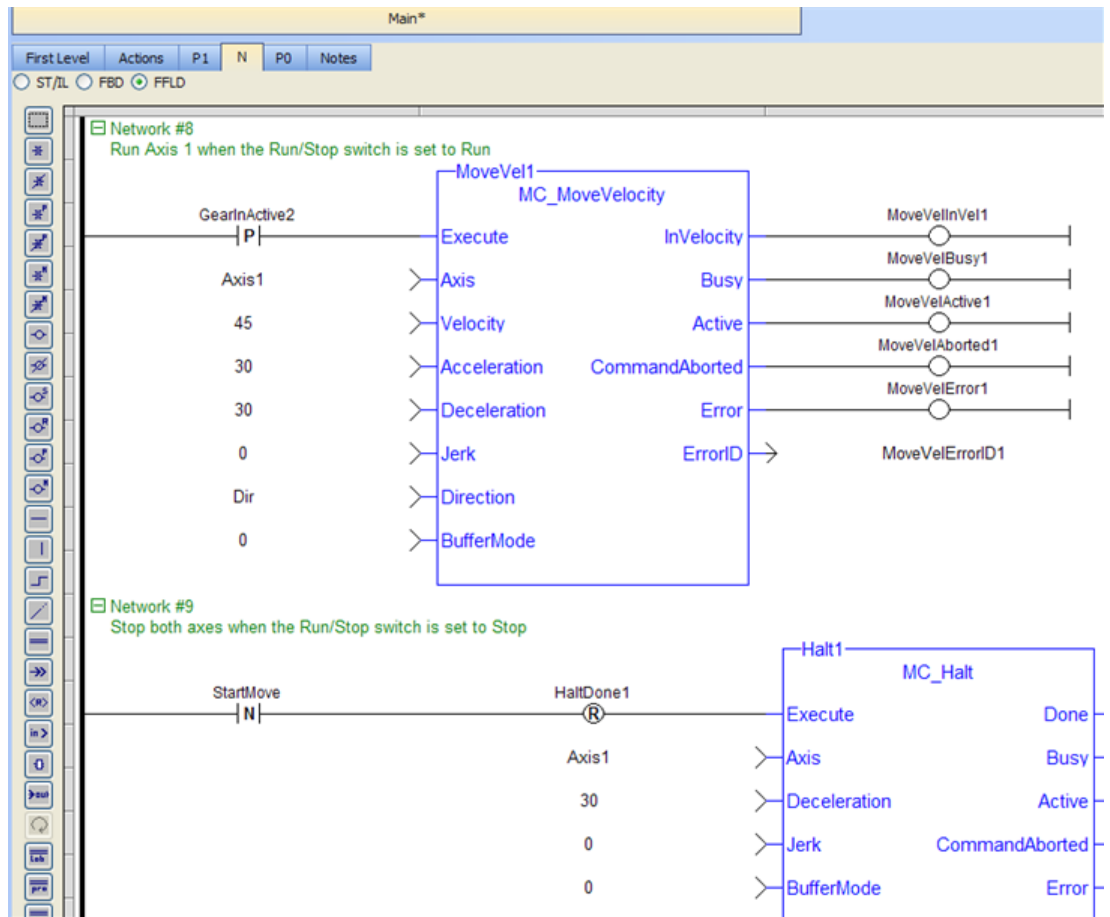 Main*
First Level Actions P1 N P0 Notes
ST/IL FBD FFLD
Network #8
Run Axis 1 when the Run/Stop switch is set to Run
MoveVel1
MC_MoveVelocity
GearInActive2
P
Execute InVelocity MoveVelInVel1
Axis1 Axis Busy MoveVelBusy1
45 Velocity Active MoveVelActive1
30 Acceleration CommandAborted MoveVelAborted1
30 Deceleration Error MoveVelError1
0 Jerk ErrorID MoveVelErrorID1
Dir Direction
0 BufferMode
Network #9
Stop both axes when the Run/Stop switch is set to Stop
Halt1
MC_Halt
StartMove HaltDone1
N R Execute Done
Axis1 Axis Busy
30 Deceleration Active
0 Jerk CommandAborted
0 BufferMode Error